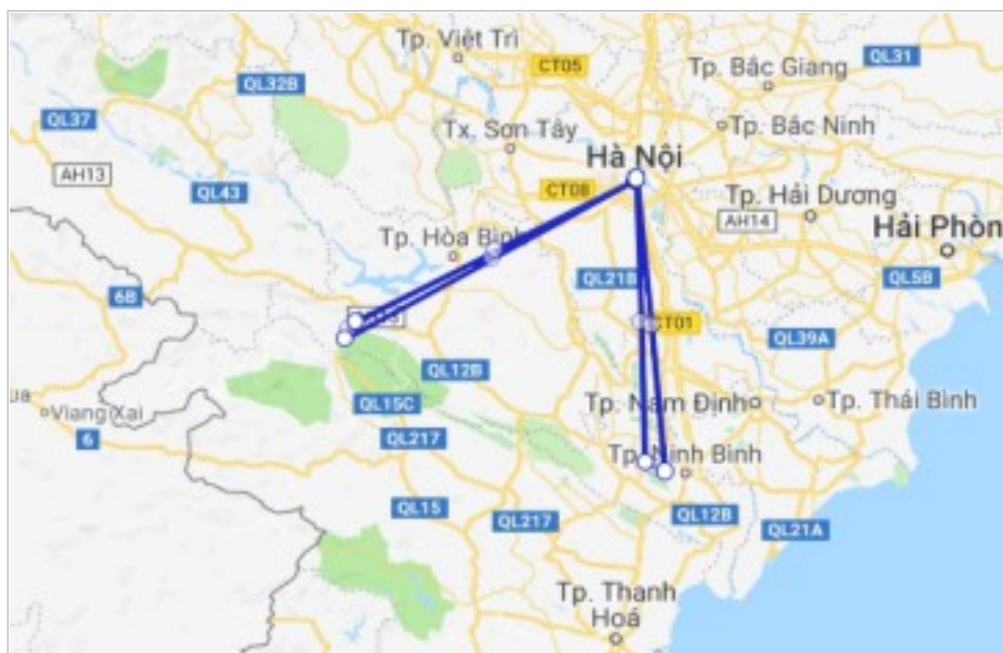 Tp. Việt Trì
CT05
QL31
Tp. Bắc Giang
QL32B
QL37
Tx. Sơn Tây
Tp. Bắc Ninh
Hà Nội
AH13
QL43
CT08
Tp. Hải Dương
AH14
Tp. Hòa Bình
Hải Phòn
QL21B
QL5B
6B
CT01
QL39A
QL12B
QL15C
Tp. Nam Định
Tp. Thái Bình
Viang Xai
QL217
6
Tp. Ninh Bình
QL15
QL217
QL12B
QL21A
Tp. Thanh
Hoá